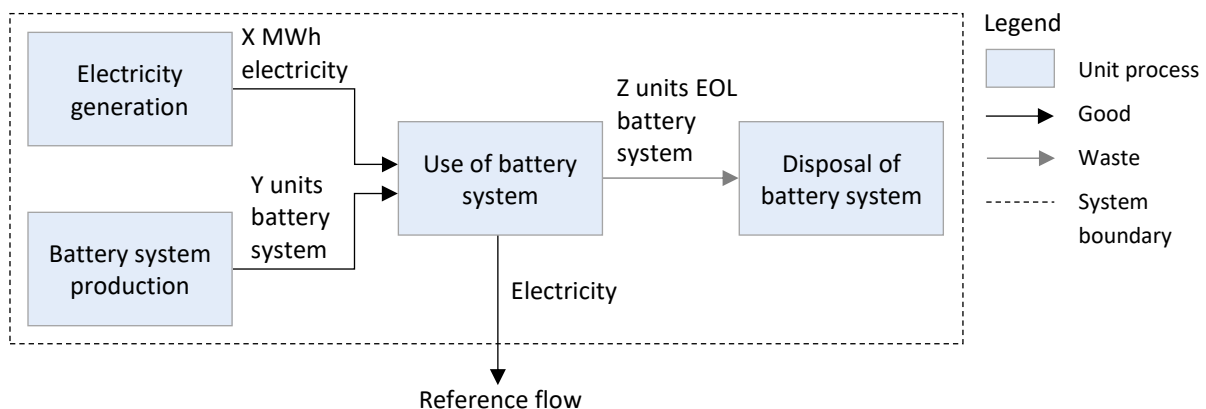 Electricity
generation
X MWh
electricity
Battery system
production
Y units
battery
system
Use of battery
system
Z units EOL
battery
system
Disposal of
battery system
Electricity
Reference flow
Legend
Unit process
Good
Waste
System
boundary